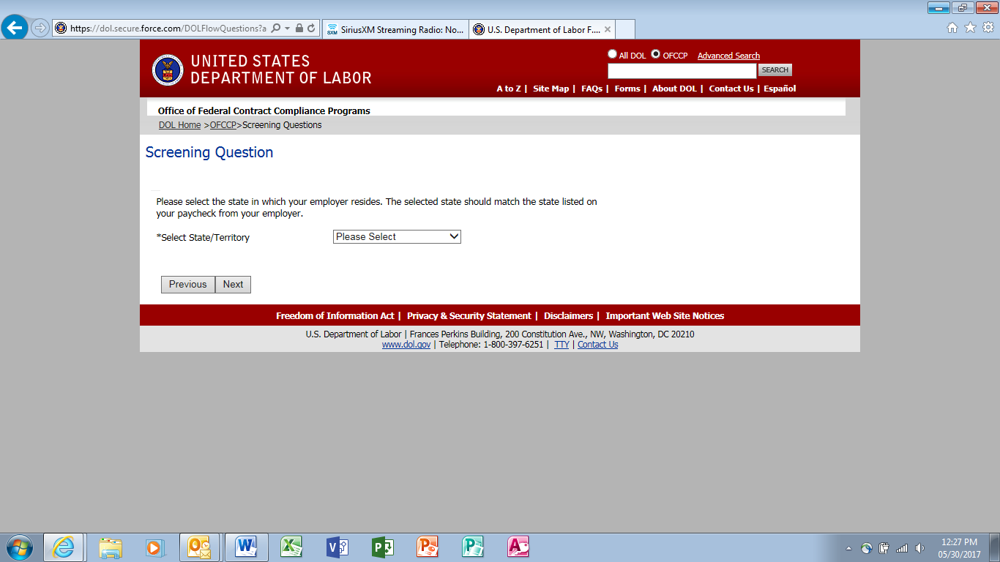 https://dol.secure.force.com/DOLFlowQuestions?a
SXM SiriusXM Streaming Radio: No...
U.S. Department of Labor F....
UNITED STATES
DEPARTMENT OF LABOR
All DOL OFCCP Advanced Search
SEARCH
A to Z | Site Map | FAQs | Forms | About DOL | Contact Us | Español
Office of Federal Contract Compliance Programs
DOL Home >OFCCP>Screening Questions
Screening Question
Please select the state in which your employer resides. The selected state should match the state listed on
your paycheck from your employer.
*Select State/Territory Please Select
Previous Next
Freedom of Information Act | Privacy & Security Statement | Disclaimers | Important Web Site Notices
U.S. Department of Labor | Frances Perkins Building, 200 Constitution Ave., NW, Washington, DC 20210
www.dol.gov | Telephone: 1-800-397-6251 | TTY | Contact Us
12:27 PM
05/30/2017